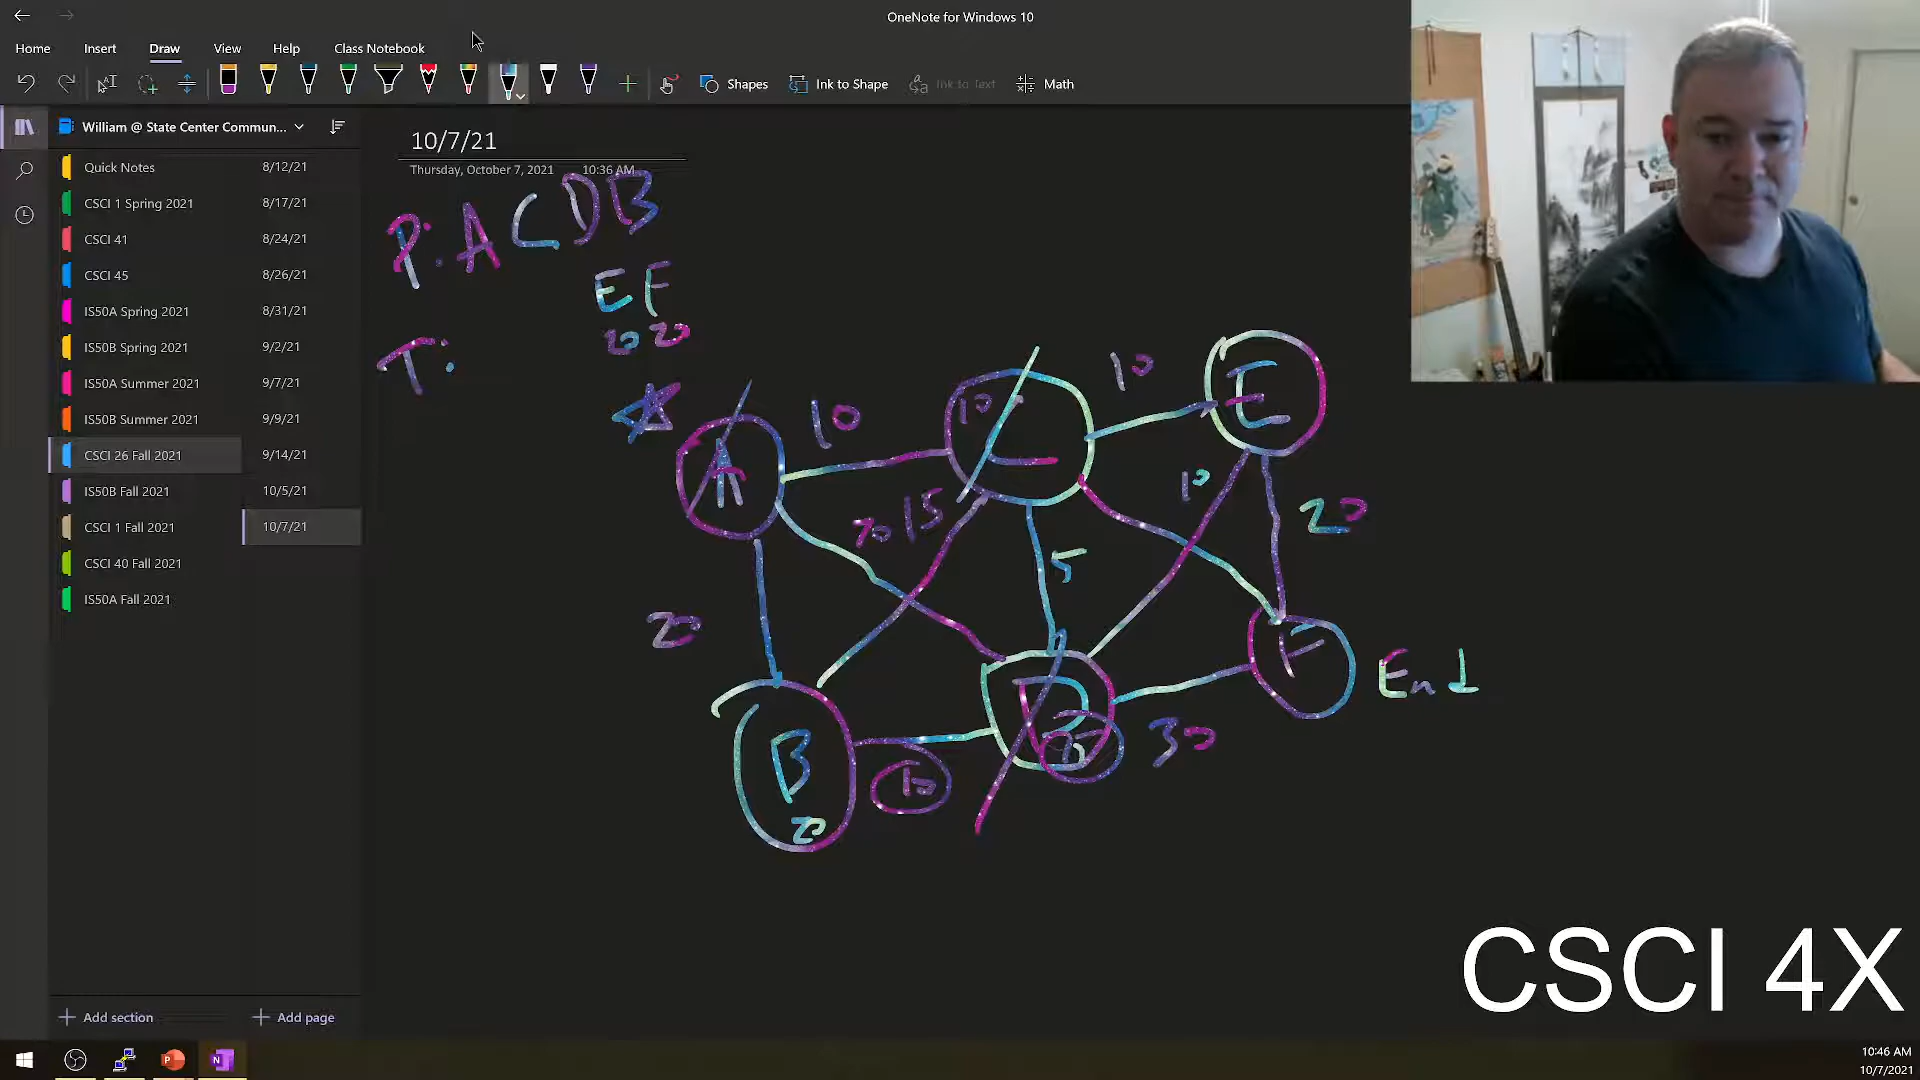 OneNote for Windows 10
Home Insert Draw View Help Class Notebook
Shapes Ink to Shape Ink to Text Math
William @ State Center Commun...
Quick Notes
CSCI 1 Spring 2021
CSCI 41
CSCI 45
IS50A Spring 2021
IS50B Spring 2021
IS50A Summer 2021
IS50B Summer 2021
CSCI 26 Fall 2021
IS50B Fall 2021
CSCI 1 Fall 2021
CSCI 40 Fall 2021
IS50A Fall 2021
Add section
8/12/21
8/17/21
8/24/21
8/26/21
8/31/21
9/2/21
9/7/21
9/9/21
9/14/21
10/5/21
10/7/21
Add page
10/7/21
Thursday, October 7, 2021 10:36 AM
P: A C D B
E F
20 20
T:
A 10 10 C 10 E
15 10 20
5
20 F End
B 10 D 30
20
CSCI 4X
10:46 AM
10/7/2021